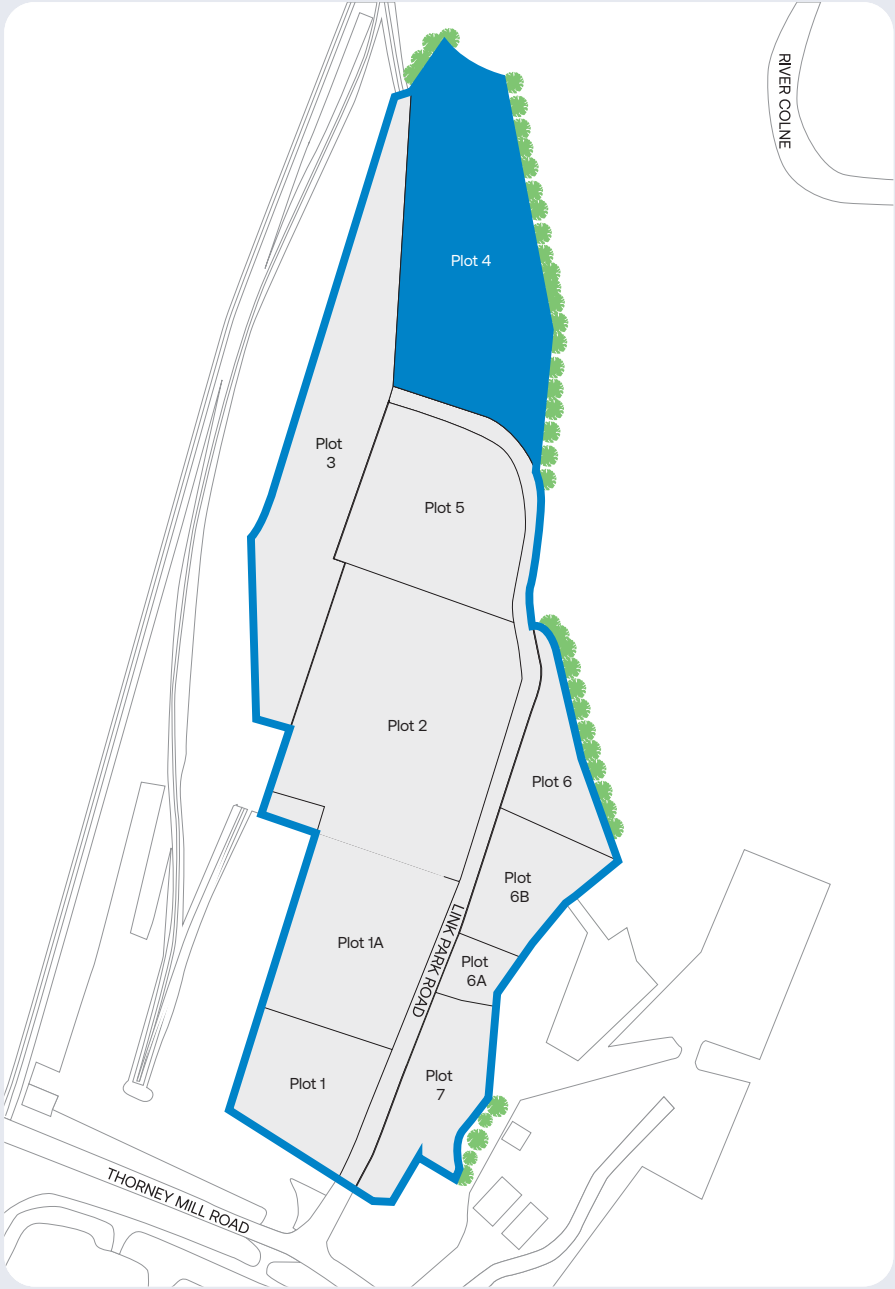 RIVER COLNE
Plot 4
Plot
3
Plot 5
Plot 2
Plot 6
Plot
6B
Plot 1A
LINK PARK ROAD
Plot
6A
Plot 1
Plot
7
THORNEY MILL ROAD